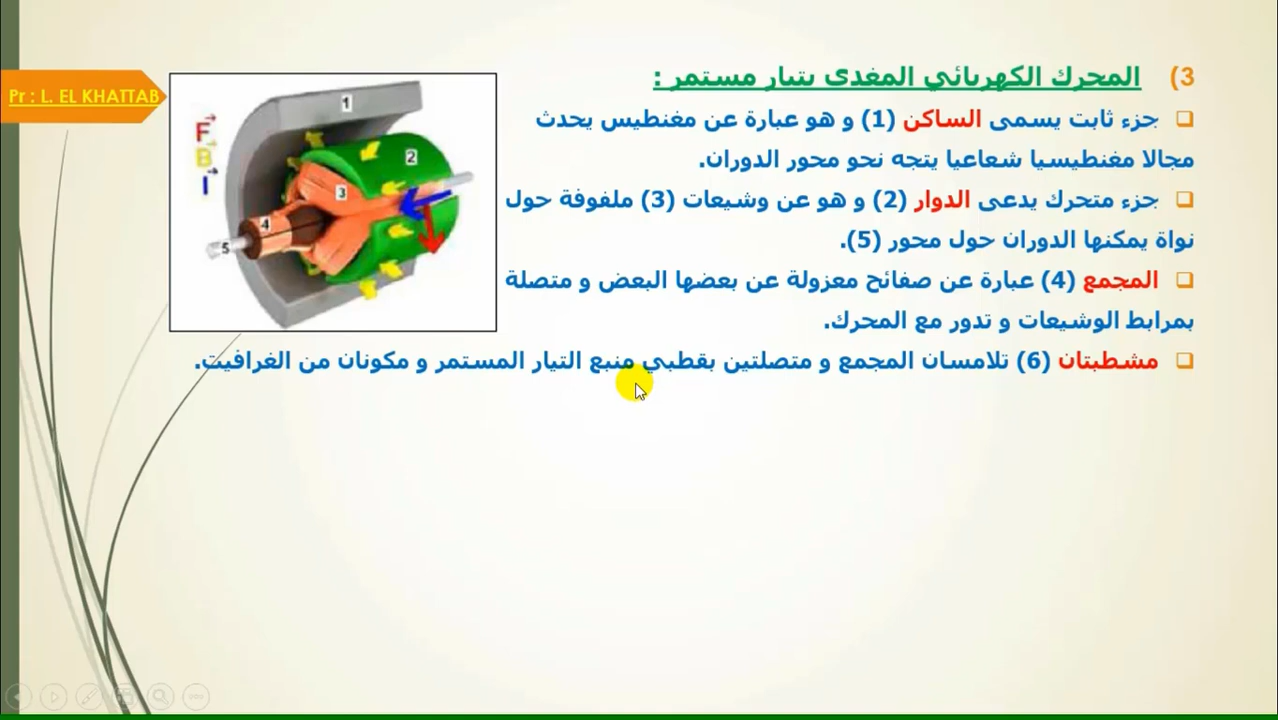 Pr : L. EL KHATTAB
3) المحرك الكهربائي المغذى بتيار مستمر :
جزء ثابت يسمى الساكن (1) و هو عبارة عن مغنطيس يحدث
مجالا مغنطيسيا شعاعيا يتجه نحو محور الدوران.
جزء متحرك يدعى الدوار (2) و هو عن وشيعات (3) ملفوفة حول
نواة يمكنها الدوران حول محور (5).
المجمع (4) عبارة عن صفائح معزولة عن بعضها البعض و متصلة
بمرابط الوشيعات و تدور مع المحرك.
مشطبتان (6) تلامسان المجمع و متصلتين بقطبي منبع التيار المستمر و مكونان من الغرافيت.
F
B
I
1
2
3
4
5